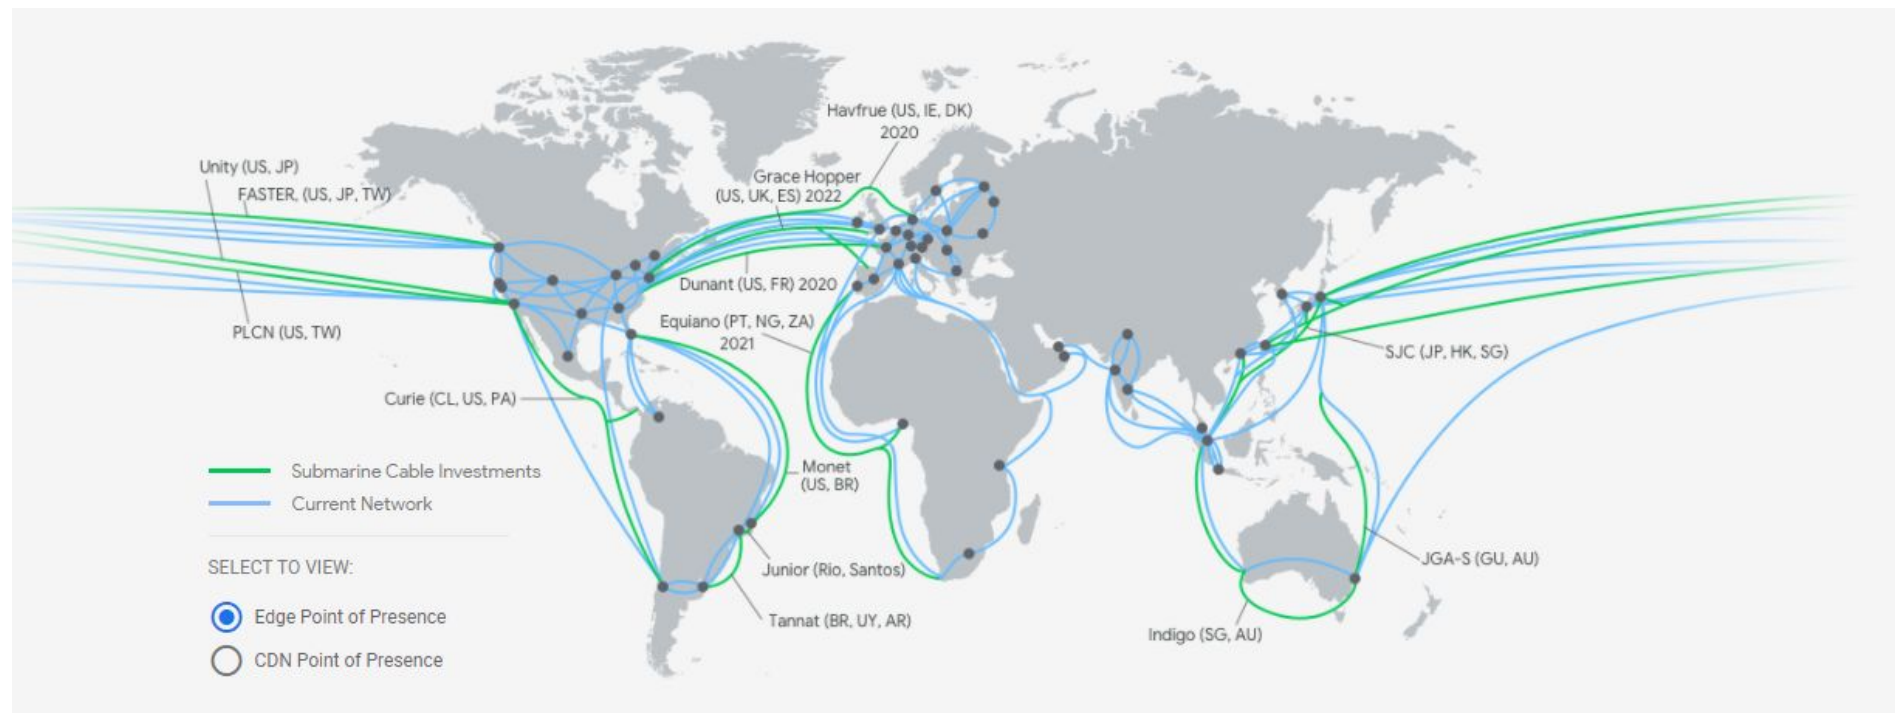 Havfrue (US, IE, DK)
2020
Unity (US, JP)
FASTER, (US, JP, TW)
Grace Hopper
(US, UK, ES) 2022
Dunant (US, FR) 2020
Equiano (PT, NG, ZA)
2021
PLCN (US, TW)
SJC (JP, HK, SG)
Curie (CL, US, PA)
Monet
(US, BR)
Submarine Cable Investments
Current Network
Junior (Rio, Santos)
JGA-S (GU, AU)
Tannat (BR, UY, AR)
Indigo (SG, AU)
SELECT TO VIEW:
Edge Point of Presence
CDN Point of Presence